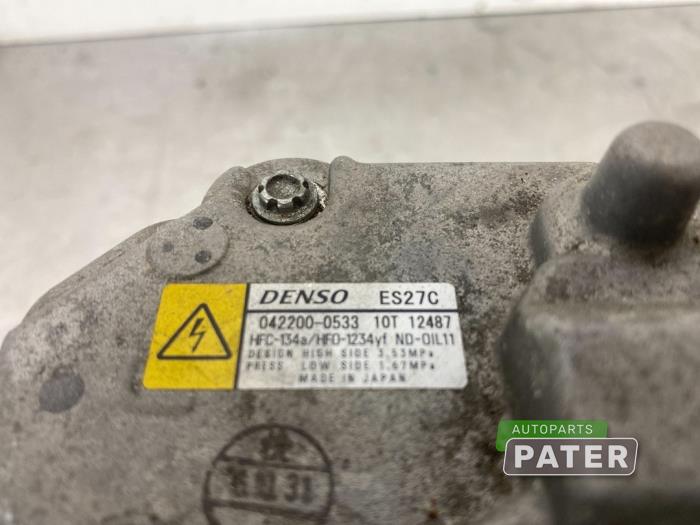 DENSO ES27C
042200-0533 10T 12487
HFC-134a/HFO-1234yf ND-OIL11
DESIGN HIGH SIDE 3.53MPa
PRESS LOW SIDE 1.67MPa
MADE IN JAPAN
AUTOPARTS
PATER